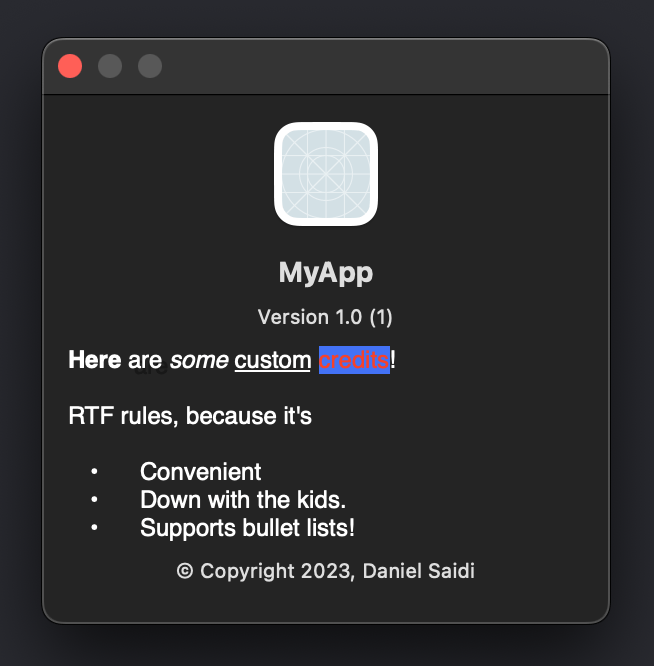 MyApp
Version 1.0 (1)
Here are some custom credits!
RTF rules, because it's
• Convenient
• Down with the kids.
• Supports bullet lists!
© Copyright 2023, Daniel Saidi